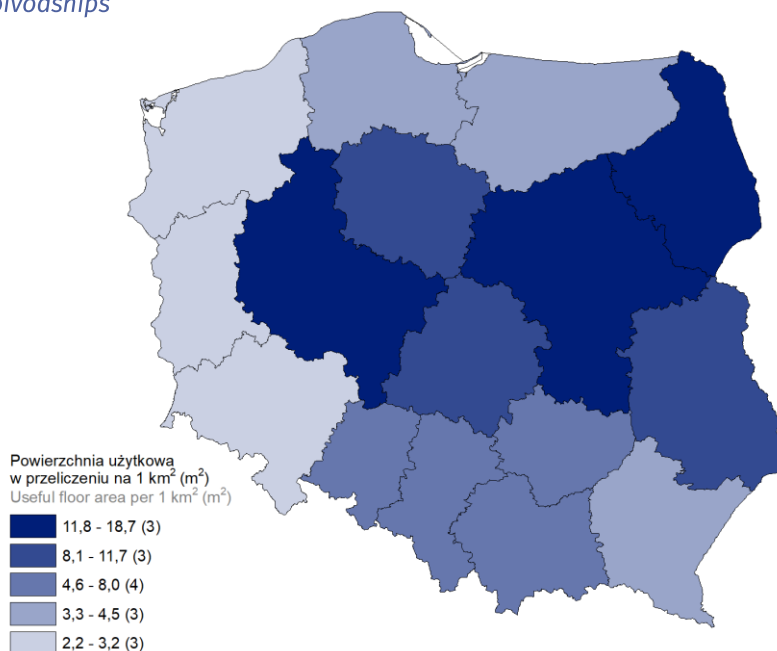 Powierzchnia użytkowa
w przeliczeniu na 1 km² (m²)
Useful floor area per 1 km² (m²)
11,8 - 18,7 (3)
8,1 - 11,7 (3)
4,6 - 8,0 (4)
3,3 - 4,5 (3)
2,2 - 3,2 (3)